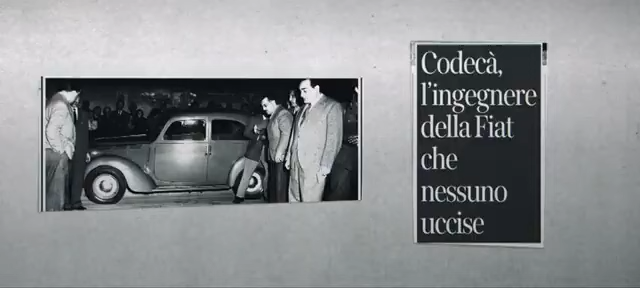 Codecà,
l'ingegnere
della Fiat
che
nessuno
uccise